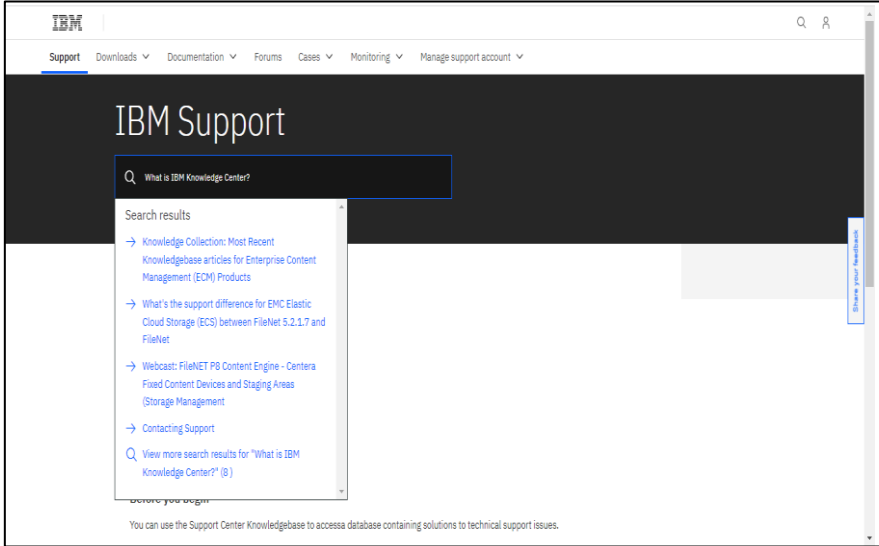 IBM
Support Downloads Documentation Forums Cases Monitoring Manage support account
IBM Support
What is IBM Knowledge Center?
Search results
Knowledge Collection: Most Recent
Knowledgebase articles for Enterprise Content
Management (ECM) Products
What's the support difference for EMC Elastic
Cloud Storage (ECS) between FileNet 5.2.1.7 and
FileNet
Webcast: FileNET P8 Content Engine - Centera
Fixed Content Devices and Staging Areas
(Storage Management
Contacting Support
View more search results for "What is IBM
Knowledge Center?" (8 )
Before you begin
You can use the Support Center Knowledgebase to accessa database containing solutions to technical support issues.
Share your feedback